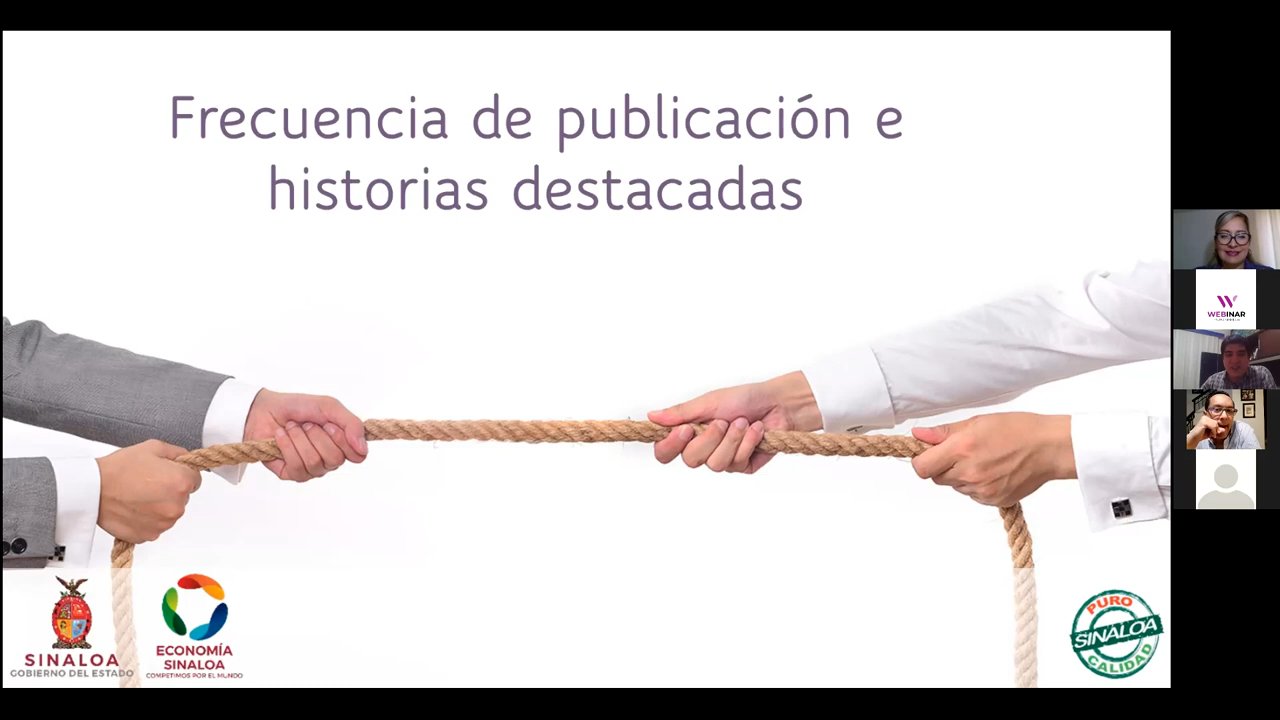 Frecuencia de publicación e
historias destacadas
SINALOA
GOBIERNO DEL ESTADO
ECONOMÍA
SINALOA
COMPETIMOS POR EL MUNDO
PURO
SINALOA
CALIDAD
WEBINAR